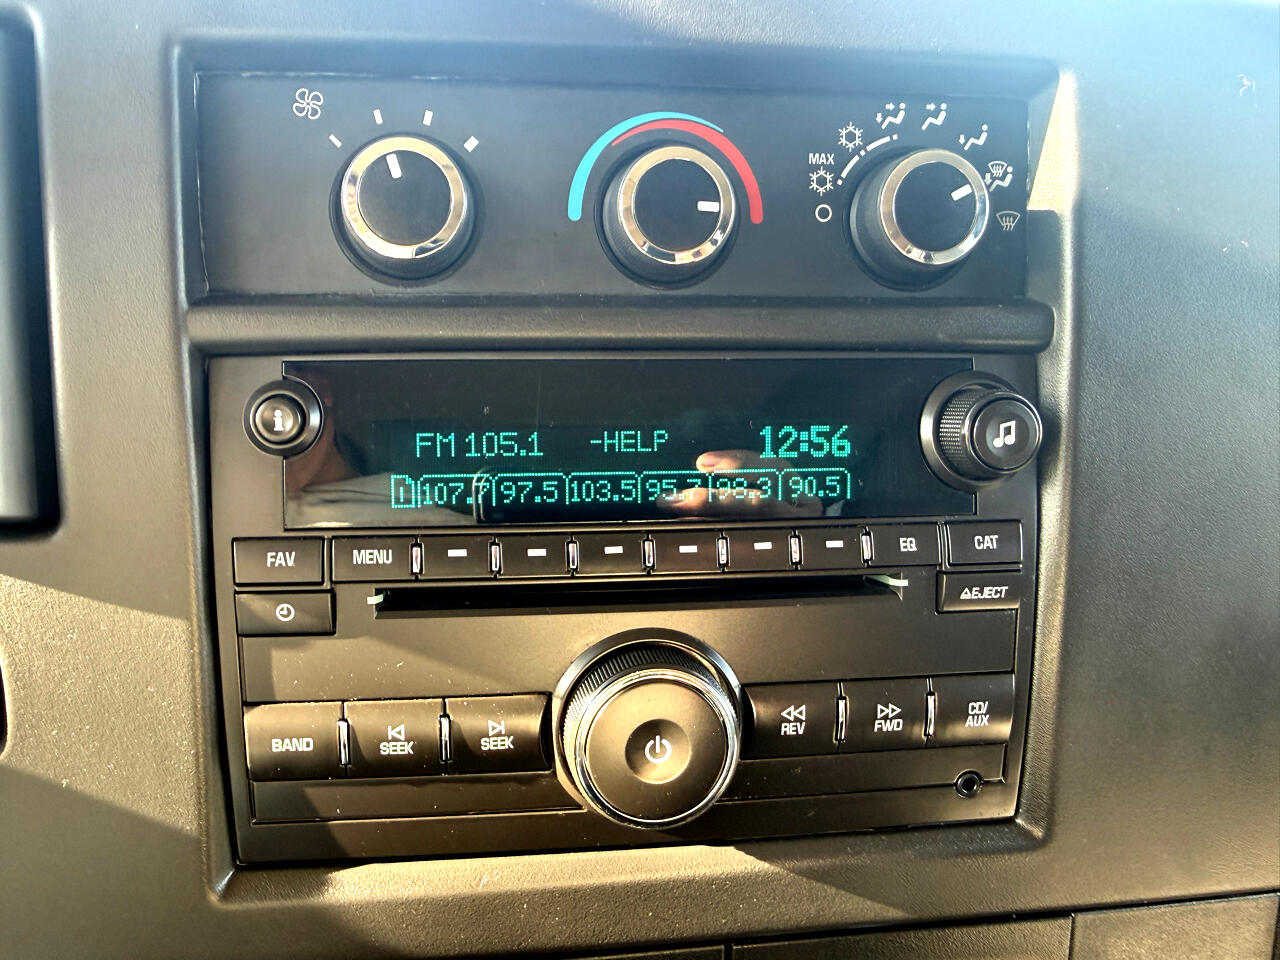 MAX
FM 105.1 -HELP 12:56
1 107.7 97.5 103.5 95.7 98.3 90.5
FAV MENU EQ CAT
EJECT
BAND SEEK SEEK REV FWD CD/
AUX